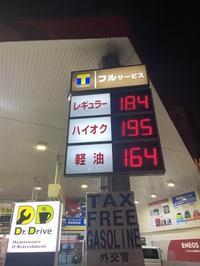 フルサービス
レギュラー 184
ハイオク 195
軽油 164
Dr. Drive
Maintenance
& Refreshment
TAX
FREE
GASOLINE
外交官
ENEOS